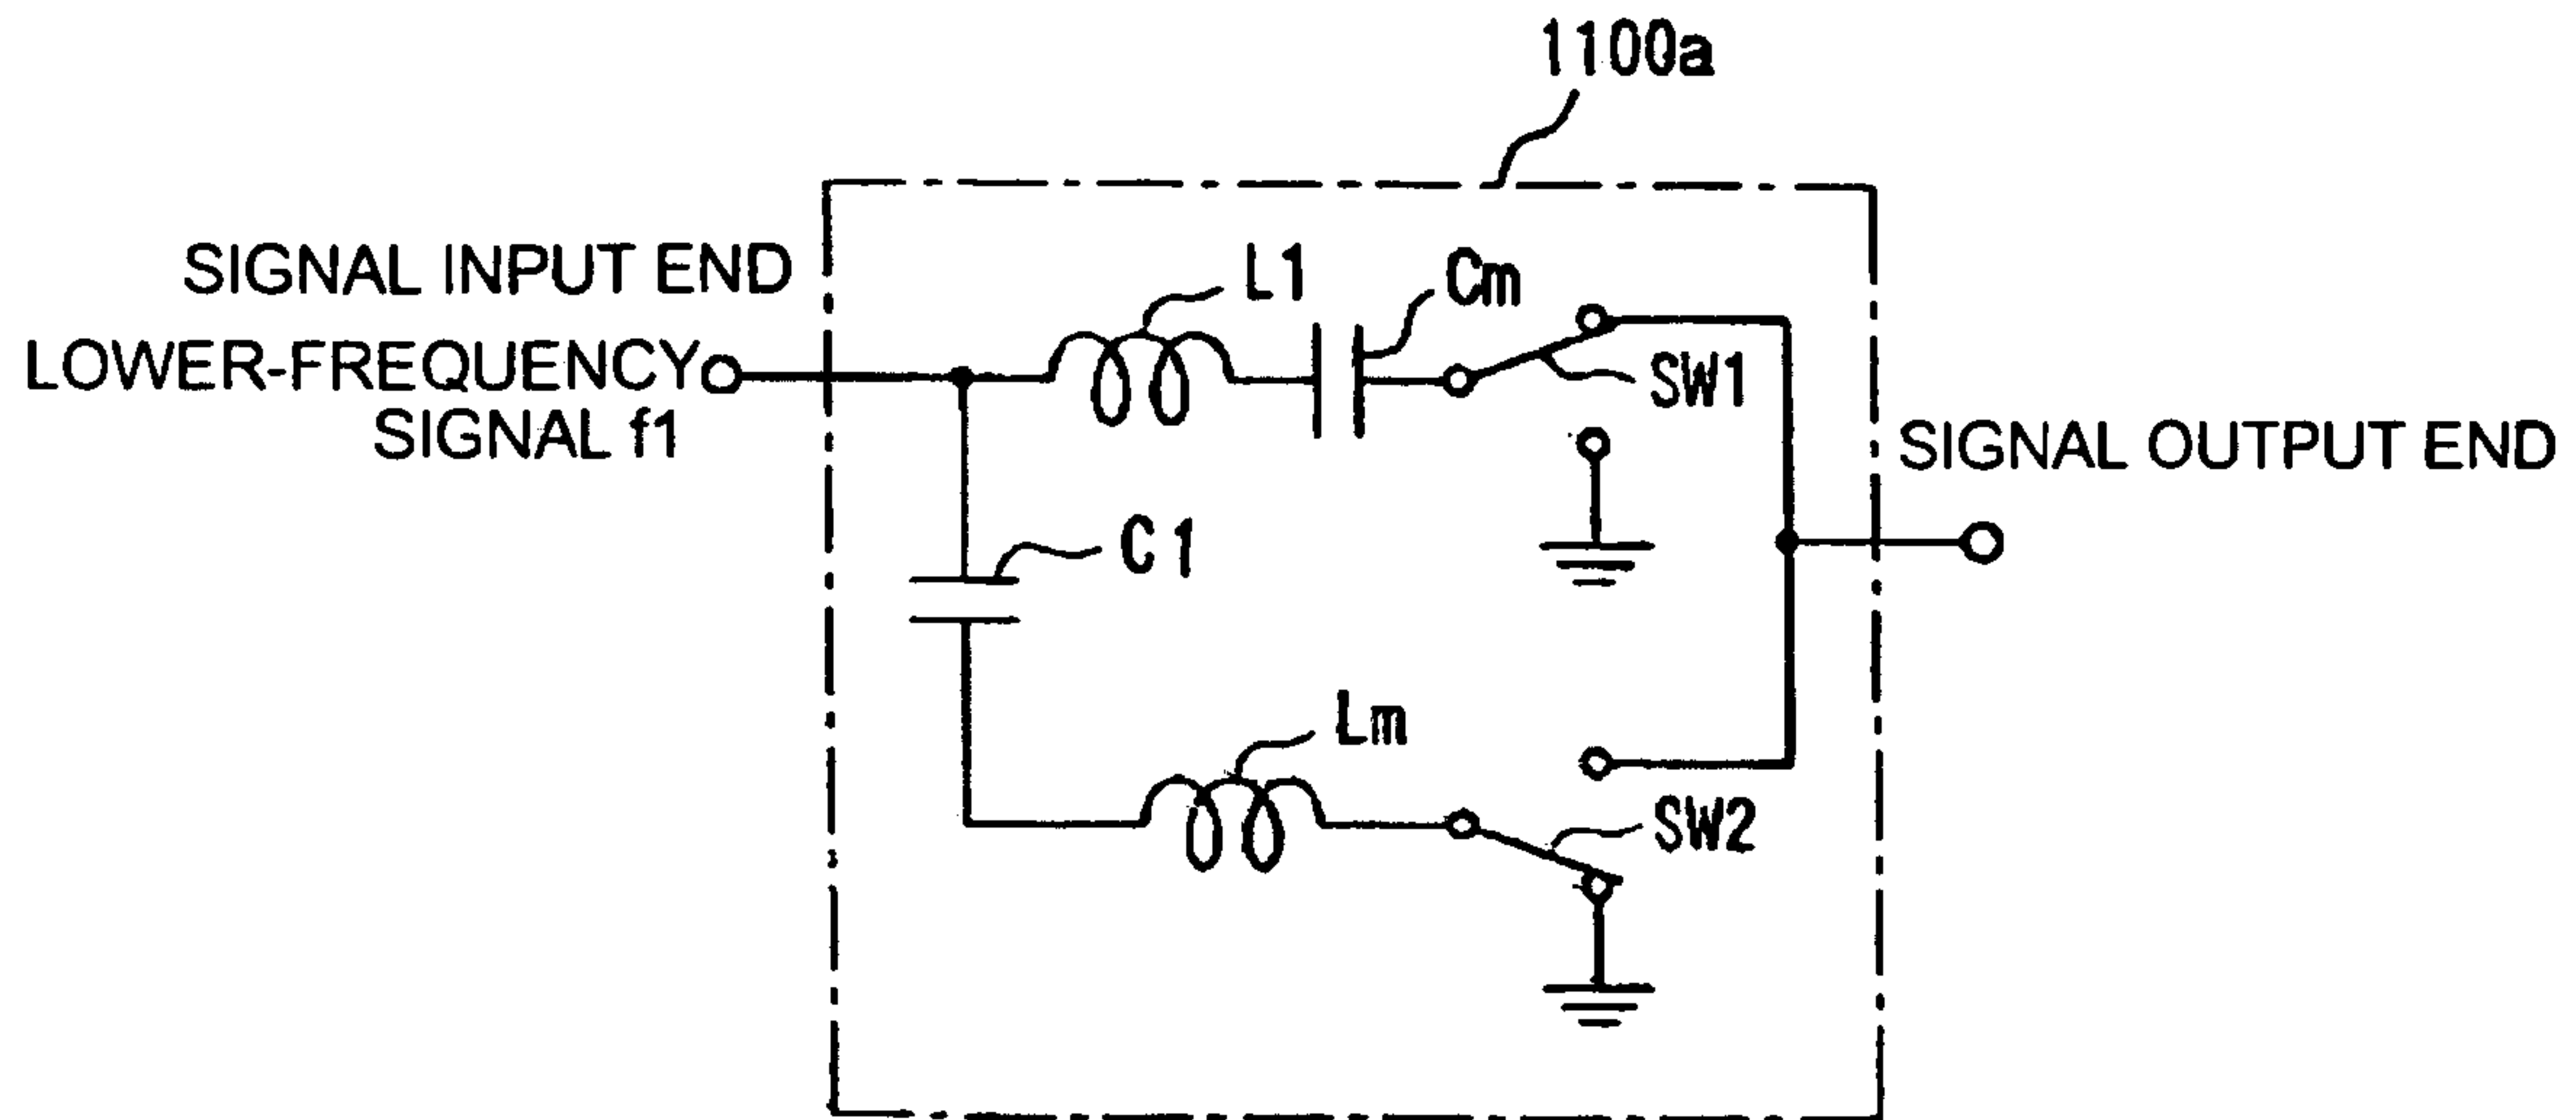 1100a
SIGNAL INPUT END
LOWER-FREQUENCY
SIGNAL f1
L1
Cm
SW1
SIGNAL OUTPUT END
C1
Lm
SW2